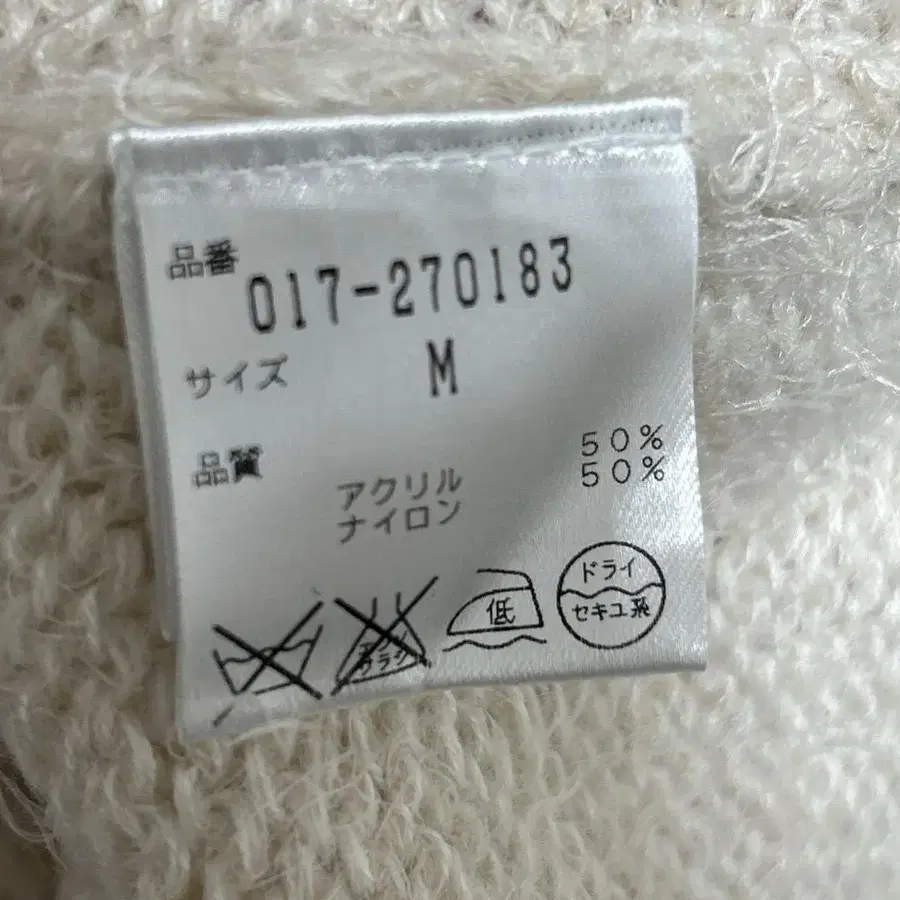 品番
017-270183
サイズ M
品質
アクリル 50%
ナイロン 50%
低
ドライ
セキユ系